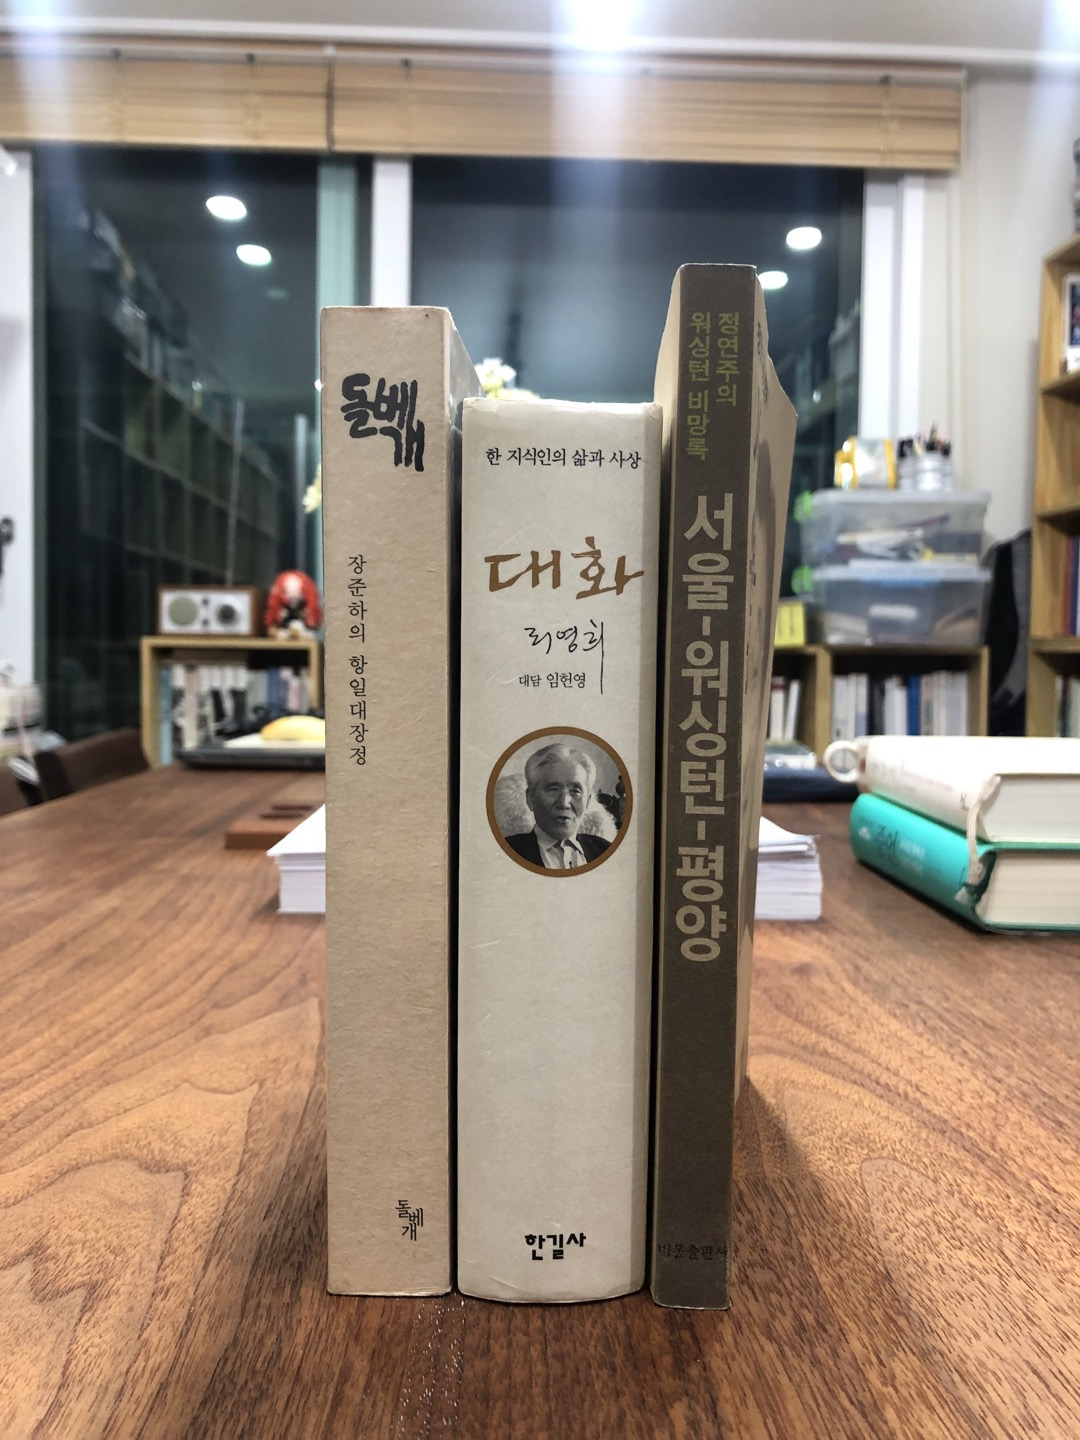 돌베개
장준하의 항일대장정
돌베개
한 지식인의 삶과 사상
대화
리영희
대담 임헌영
한길사
정연주의
워싱턴 비망록
서울-워싱턴-평양
비봉출판사